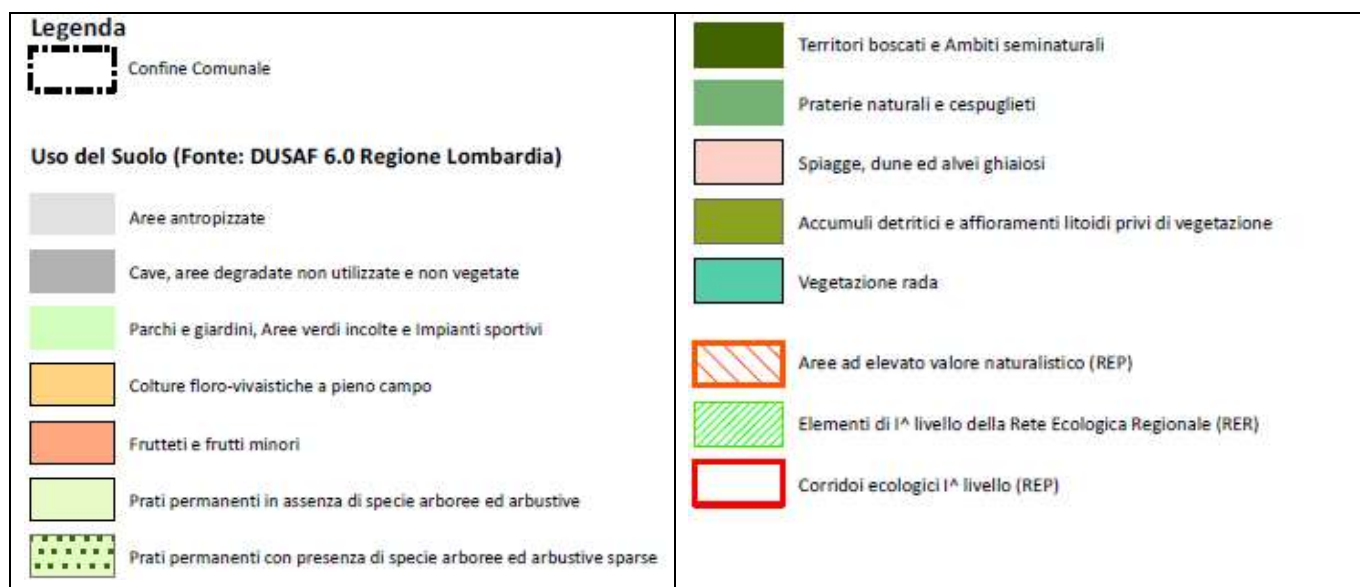 Legenda
Confine Comunale
Uso del Suolo (Fonte: DUSAF 6.0 Regione Lombardia)
Aree antropizzate
Cave, aree degradate non utilizzate e non vegetate
Parchi e giardini, Aree verdi incolte e Impianti sportivi
Colture floro-vivaistiche a pieno campo
Frutteti e frutti minori
Prati permanenti in assenza di specie arboree ed arbustive
Prati permanenti con presenza di specie arboree ed arbustive sparse
Territori boscati e Ambiti seminaturali
Praterie naturali e cespuglieti
Spiagge, dune ed alvei ghiaiosi
Accumuli detritici e affioramenti litoidi privi di vegetazione
Vegetazione rada
Aree ad elevato valore naturalistico (REP)
Elementi di I^ livello della Rete Ecologica Regionale (RER)
Corridoi ecologici I^ livello (REP)